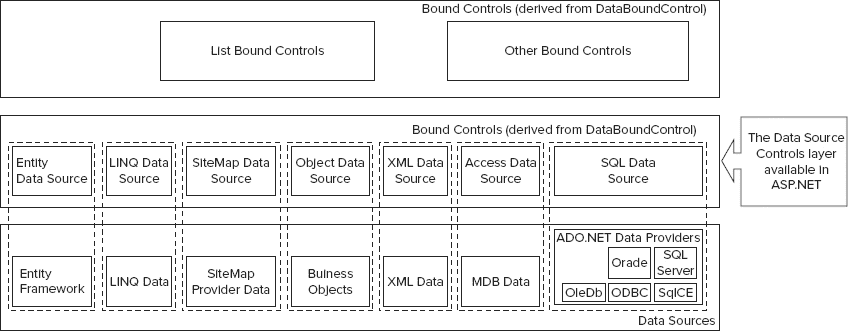 Bound Controls (derived from DataBoundControl)
List Bound Controls
Other Bound Controls
Bound Controls (derived from DataBoundControl)
Entity
Data Source
LINQ Data
Source
SiteMap Data
Source
Object Data
Source
XML Data
Source
Access Data
Source
SQL Data
Source
The Data Source
Controls layer
available in
ASP.NET
Entity
Framework
LINQ Data
SiteMap
Provider Data
Buiness
Objects
XML Data
MDB Data
ADO.NET Data Providers
Orade
SQL
Server
OleDb
ODBC
SqlCE
Data Sources